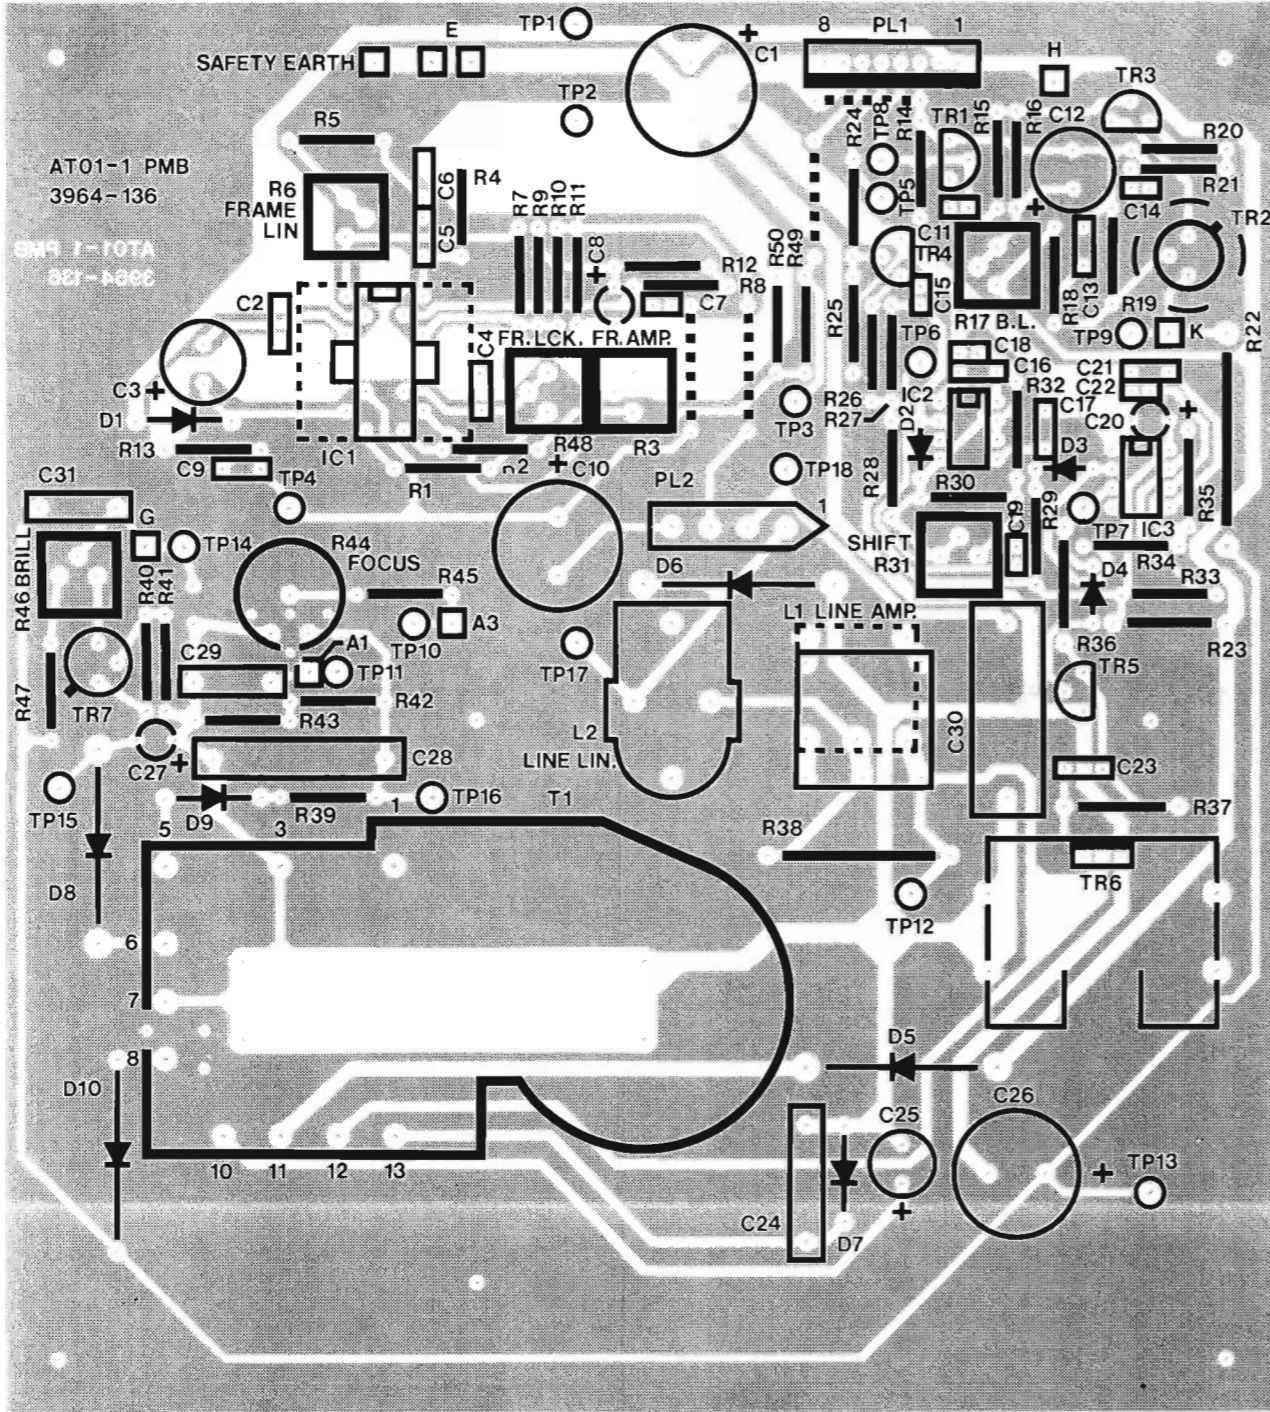 TP1
E
SAFETY EARTH
C1
8 PL1 1
H
TR3
TP2
R5
AT01-1 PMB
3964-136
AT01-1 PMB
3964-136
R6
FRAME
LIN
C6
R4
C5
R7
R9
R10
R11
C8
R12
R8
C7
R50
R49
R24
TP8
R14
TR1
R15
R16
C12
R20
R21
TP5
C11
TR4
C14
TR2
C15
R25
R18
C13
R19
K
R22
C2
C3
D1
R13
C9
IC1
C4
FR.LCK. FR.AMP.
R48
R3
R2
R1
C10
TP4
TP6
R17 B.L.
C18
C16
TP9
C21
C22
C20
R32
C17
IC2
D2
R26
R27
D3
TP3
TP18
R28
R30
C19
R29
TP7
IC3
R35
C31
G
TP14
R44
FOCUS
R46 BRILL
R40
R41
R45
A3
TP10
PL2
1
SHIFT
R31
D6
D4
R34
R33
L1 LINE AMP.
R36
R23
TR5
C29
A1
TP11
R42
R43
R47
TR7
C27
C28
TP17
L2
LINE LIN.
C30
C23
TP15
5
D9
3
R39
1
TP16
T1
R38
R37
TR6
D8
TP12
6
7
8
D10
D5
C25
C26
10 11 12 13
C24
D7
TP13